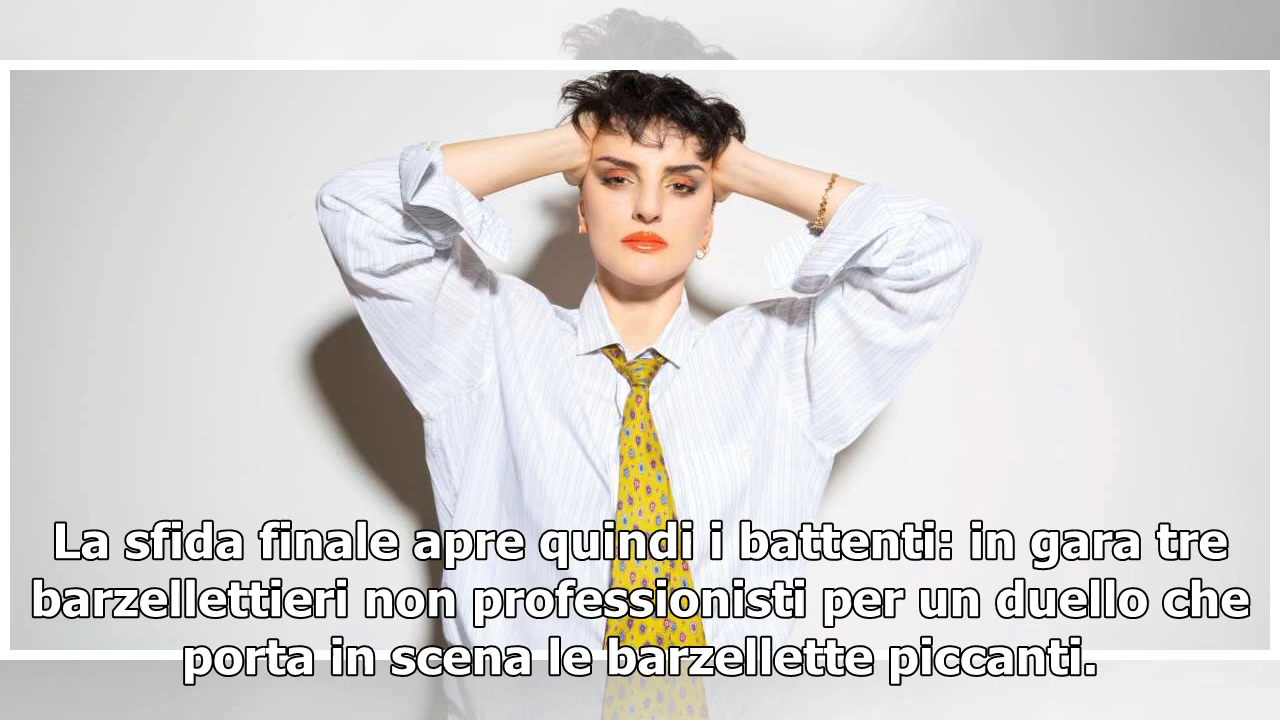 La sfida finale apre quindi i battenti: in gara tre
barzellettieri non professionisti per un duello che
porta in scena le barzellette piccanti.